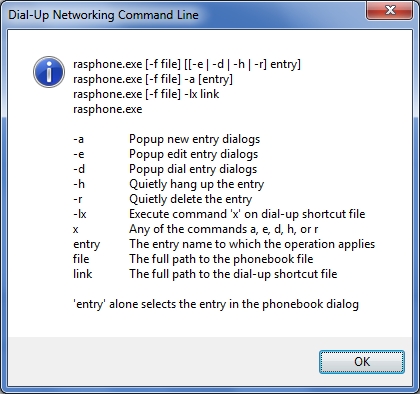 Dial-Up Networking Command Line
rasphone.exe [-f file] [[-e | -d | -h | -r] entry]
rasphone.exe [-f file] -a [entry]
rasphone.exe [-f file] -lx link
rasphone.exe
-a Popup new entry dialogs
-e Popup edit entry dialogs
-d Popup dial entry dialogs
-h Quietly hang up the entry
-r Quietly delete the entry
-lx Execute command 'x' on dial-up shortcut file
x Any of the commands a, e, d, h, or r
entry The entry name to which the operation applies
file The full path to the phonebook file
link The full path to the dial-up shortcut file
'entry' alone selects the entry in the phonebook dialog
OK